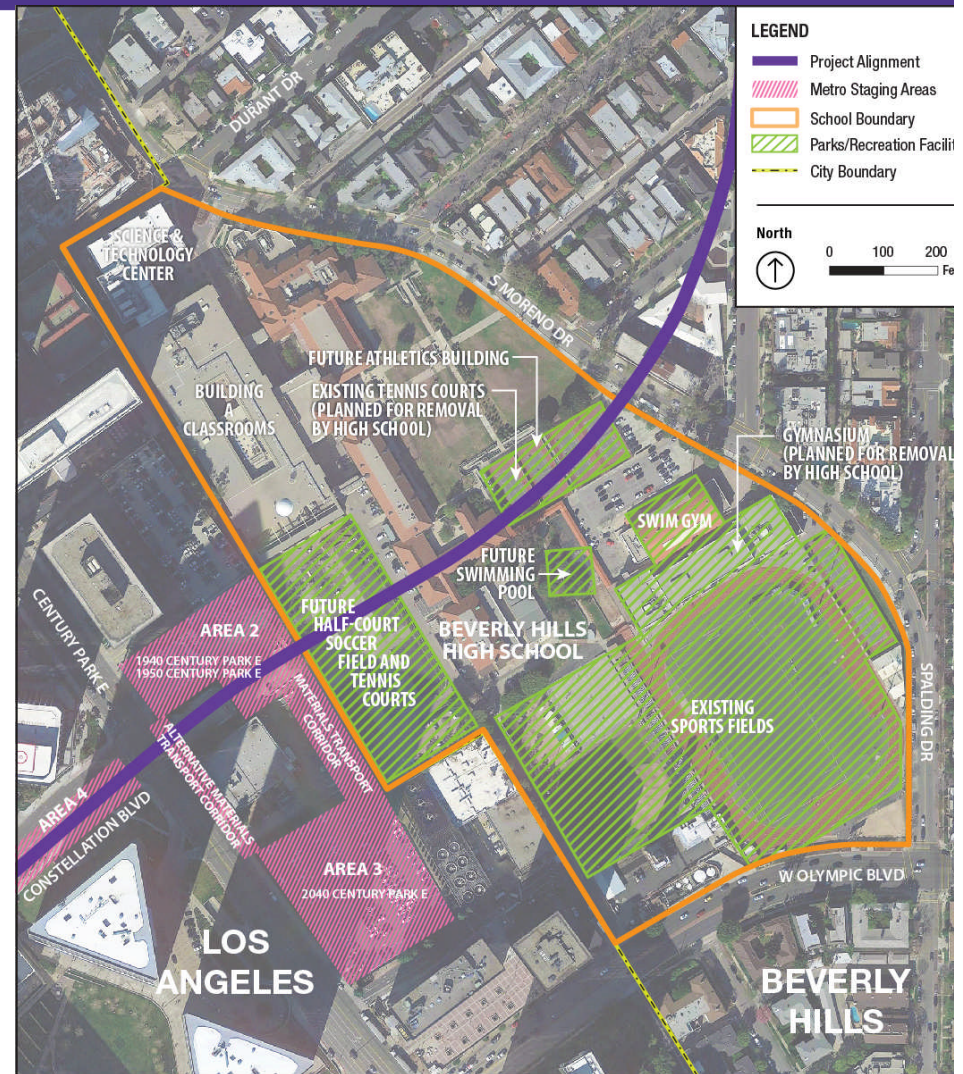 LEGEND
Project Alignment
Metro Staging Areas
School Boundary
Parks/Recreation Facilit
City Boundary
North
0 100 200
Fe
DURANT DR
SCIENCE &
TECHNOLOGY
CENTER
S MORENO DR
FUTURE ATHLETICS BUILDING
EXISTING TENNIS COURTS
(PLANNED FOR REMOVAL
BY HIGH SCHOOL)
BUILDING
A
CLASSROOMS
GYMNASIUM
(PLANNED FOR REMOVAL
BY HIGH SCHOOL)
SWIM GYM
FUTURE
SWIMMING
POOL
CENTURY PARK E
AREA 2
1940 CENTURY PARK E
1950 CENTURY PARK E
FUTURE
HALF-COURT
SOCCER
FIELD AND
TENNIS
COURTS
BEVERLY HILLS
HIGH SCHOOL
MATERIALS TRANSPORT
CORRIDOR
EXISTING
SPORTS FIELDS
SPALDING DR
ALTERNATIVE MATERIALS
TRANSPORT CORRIDOR
AREA 4
CONSTELLATION BLVD
AREA 3
2040 CENTURY PARK E
W OLYMPIC BLVD
LOS
ANGELES
BEVERLY
HILLS